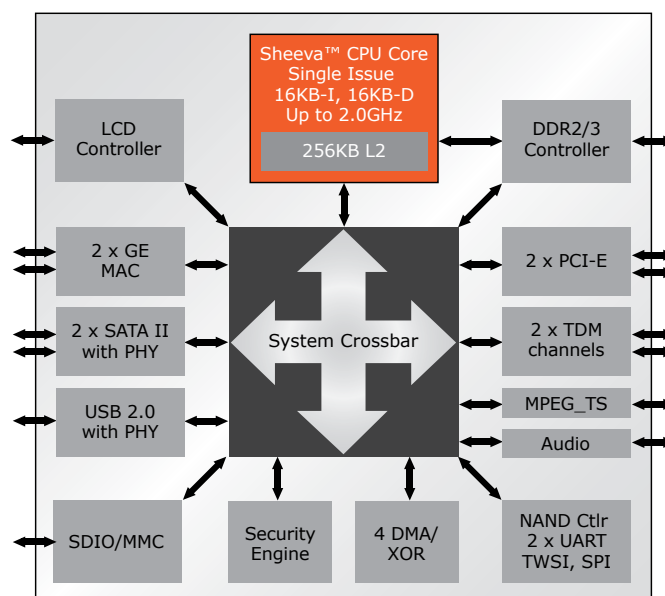 Sheeva™ CPU Core
Single Issue
16KB-I, 16KB-D
Up to 2.0GHz
256KB L2
LCD
Controller
DDR2/3
Controller
2 x GE
MAC
2 x PCI-E
2 x SATA II
with PHY
System Crossbar
2 x TDM
channels
USB 2.0
with PHY
MPEG_TS
Audio
SDIO/MMC
Security
Engine
4 DMA/
XOR
NAND Ctlr
2 x UART
TWSI, SPI